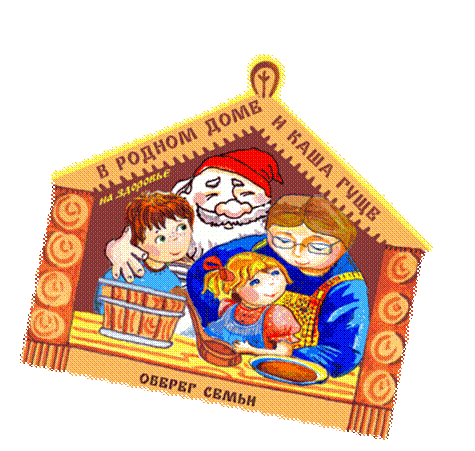 В РОДНОМ ДОМЕ
И КАША ГУЩЕ
НА ЗДОРОВЬЕ
ОБЕРЕГ СЕМЬИ